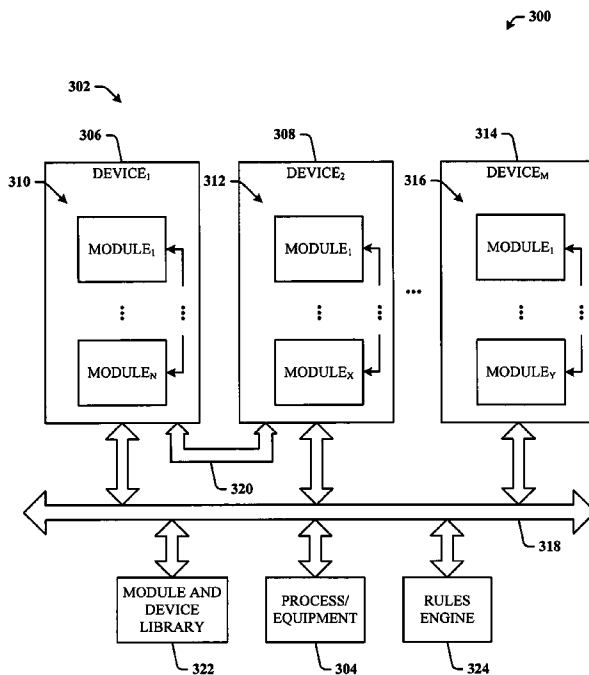 300
302
306
308
314
DEVICE1
DEVICE2
DEVICEM
310
312
316
MODULE1
MODULE1
MODULE1
...
...
...
...
...
...
...
MODULEN
MODULEX
MODULEY
320
318
MODULE AND
DEVICE
LIBRARY
PROCESS/
EQUIPMENT
RULES
ENGINE
322
304
324